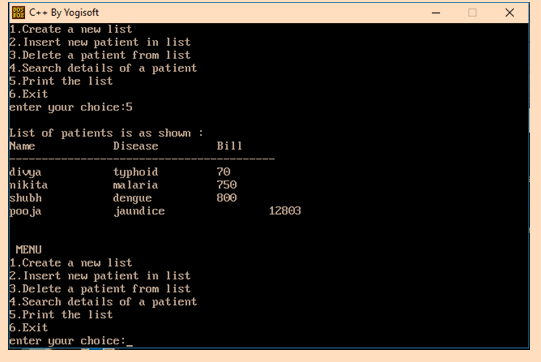 C++ By Yogisoft
1.Create a new list
2.Insert new patient in list
3.Delete a patient from list
4.Search details of a patient
5.Print the list
6.Exit
enter your choice:5
List of patients is as shown :
Name Disease Bill
-----------------------------------------
divya typhoid 70
nikita malaria 750
shubh dengue 800
pooja jaundice 12803
MENU
1.Create a new list
2.Insert new patient in list
3.Delete a patient from list
4.Search details of a patient
5.Print the list
6.Exit
enter your choice:_